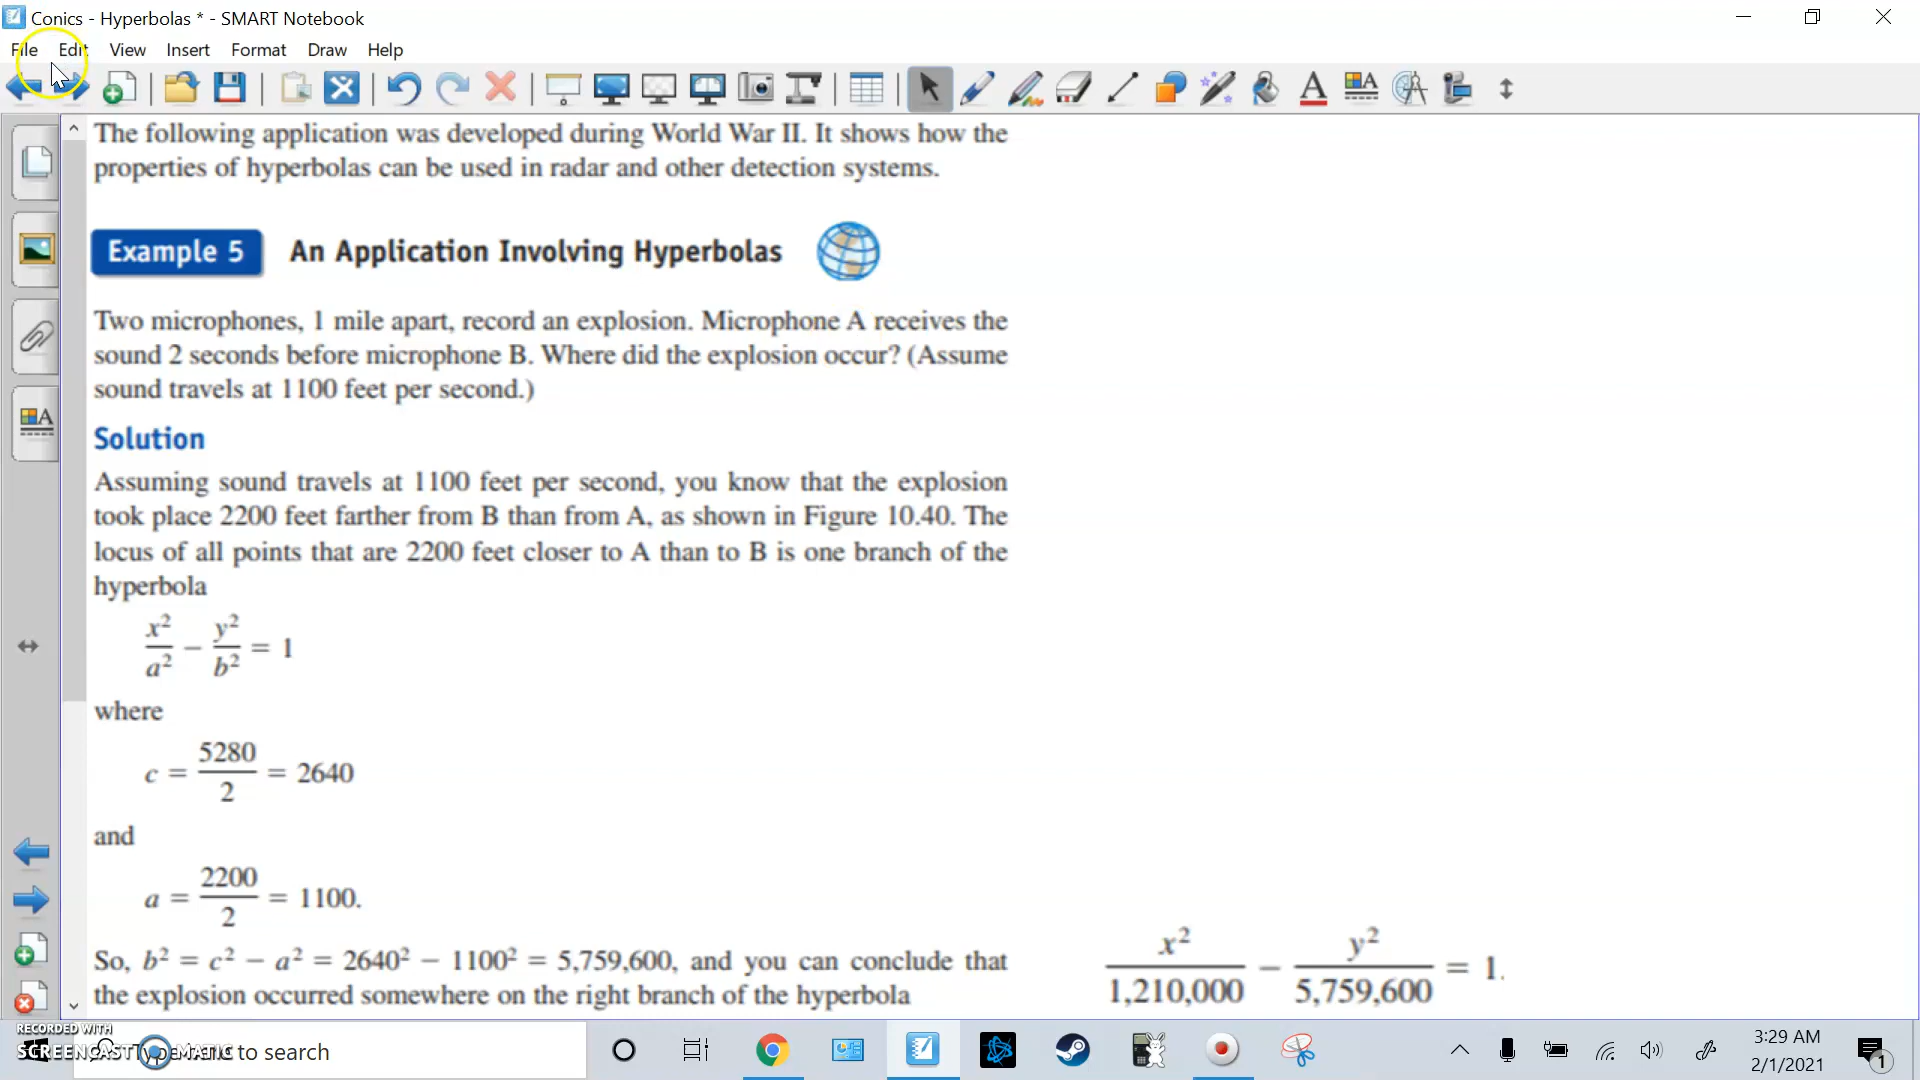 Conics - Hyperbolas * - SMART Notebook
File Edit View Insert Format Draw Help
The following application was developed during World War II. It shows how the
properties of hyperbolas can be used in radar and other detection systems.
Example 5 An Application Involving Hyperbolas
Two microphones, 1 mile apart, record an explosion. Microphone A receives the
sound 2 seconds before microphone B. Where did the explosion occur? (Assume
sound travels at 1100 feet per second.)
Solution
Assuming sound travels at 1100 feet per second, you know that the explosion
took place 2200 feet farther from B than from A, as shown in Figure 10.40. The
locus of all points that are 2200 feet closer to A than to B is one branch of the
hyperbola
x²/a² − y²/b² = 1
where
c = 5280/2 = 2640
and
a = 2200/2 = 1100.
So, b² = c² − a² = 2640² − 1100² = 5,759,600, and you can conclude that
the explosion occurred somewhere on the right branch of the hyperbola
x²/1,210,000 − y²/5,759,600 = 1.
RECORDED WITH
SCREENCAST MATIC
Type here to search
3:29 AM
2/1/2021
1